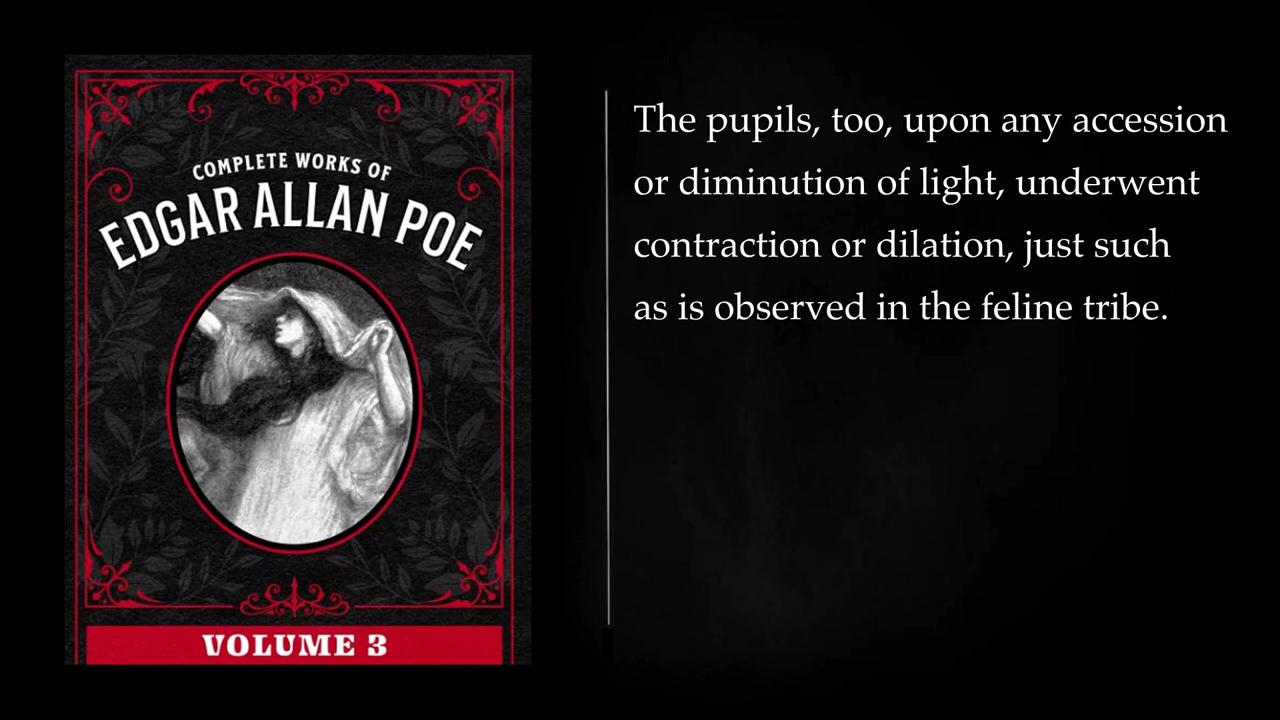 COMPLETE WORKS OF
EDGAR ALLAN POE
VOLUME 3
The pupils, too, upon any accession
or diminution of light, underwent
contraction or dilation, just such
as is observed in the feline tribe.